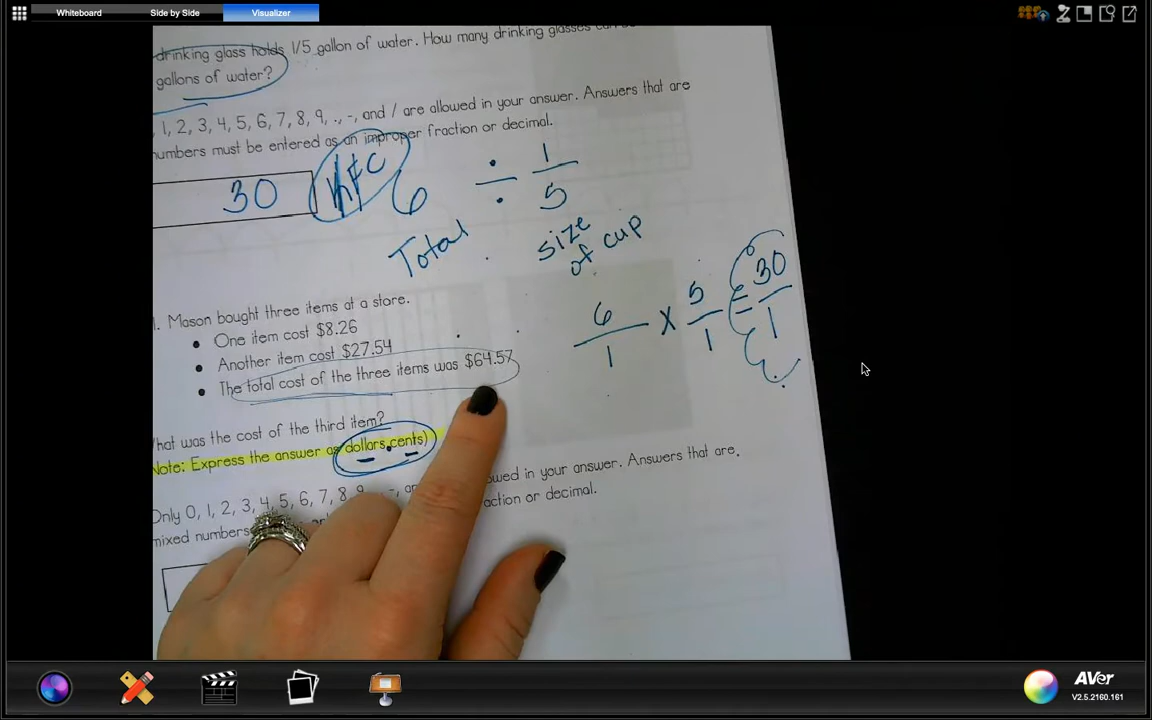 Whiteboard Side by Side Visualizer
drinking glass holds 1/5 gallon of water. How many drinking glasses can be
gallons of water?
, 1, 2, 3, 4, 5, 6, 7, 8, 9, ., -, and / are allowed in your answer. Answers that are
numbers must be entered as an improper fraction or decimal.
30
6 ÷ 1/5
Total size of cup
6/1 x 5/1 = 30/1
1. Mason bought three items at a store.
• One item cost $8.26
• Another item cost $27.54
• The total cost of the three items was $64.57
What was the cost of the third item?
Note: Express the answer as dollars.cents)
Only 0, 1, 2, 3, 4, 5, 6, 7, 8, 9 owed in your answer. Answers that are
mixed numbers action or decimal.
AVer
V2.5.2160.161